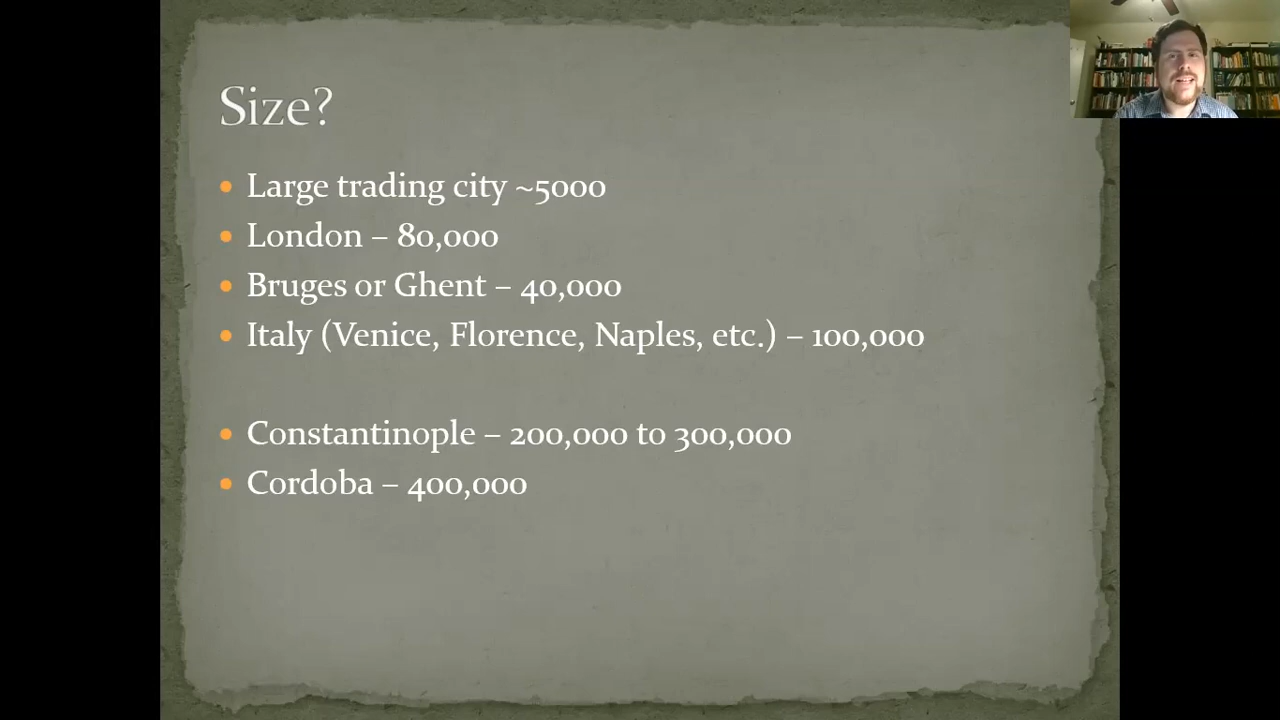 Size?
Large trading city ~5000
London – 80,000
Bruges or Ghent – 40,000
Italy (Venice, Florence, Naples, etc.) – 100,000
Constantinople – 200,000 to 300,000
Cordoba – 400,000